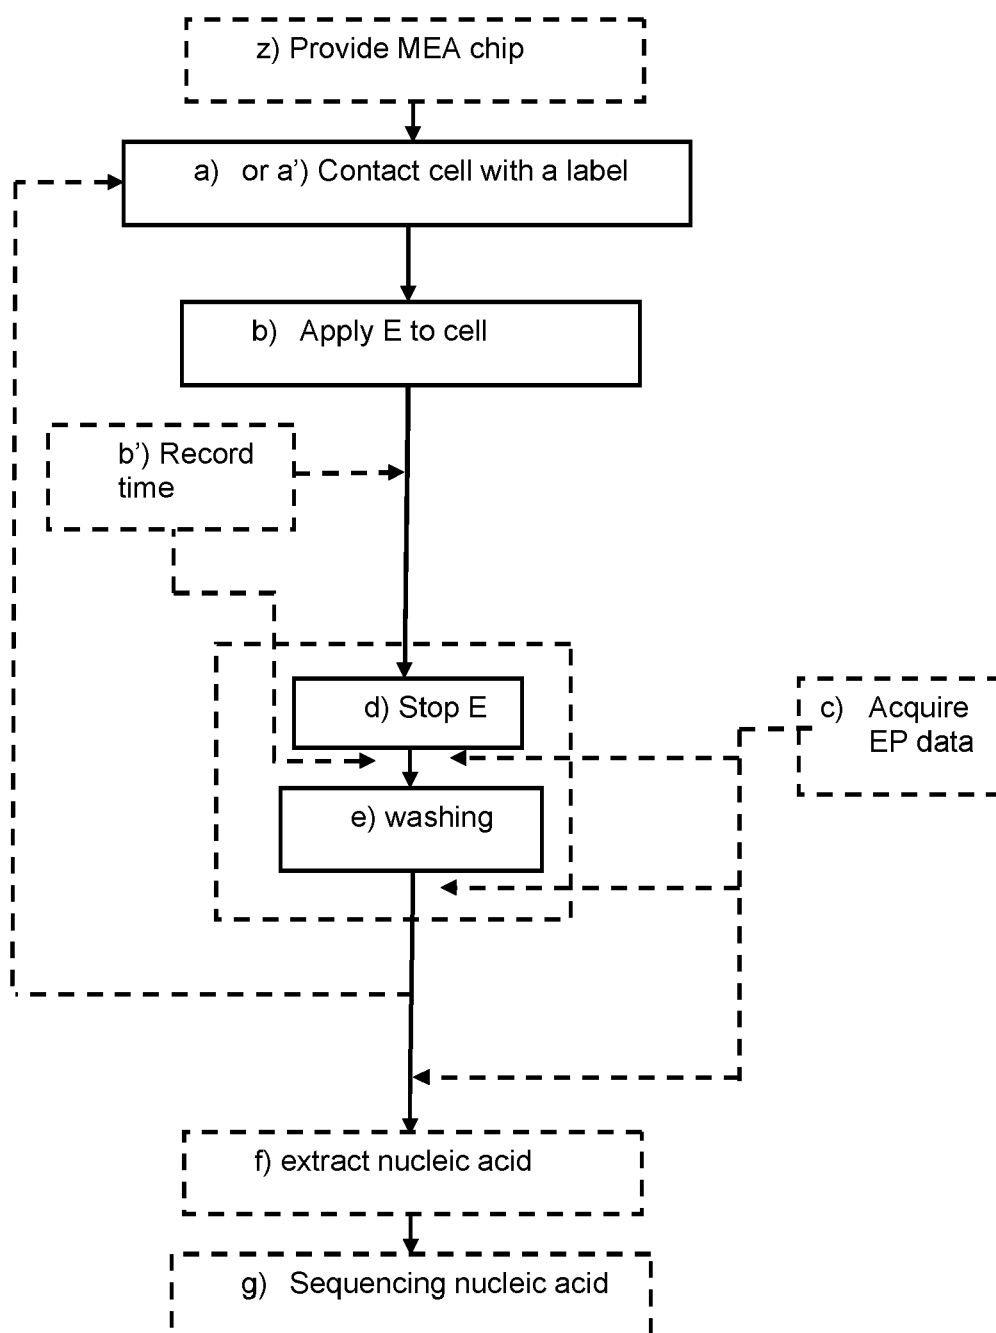 z) Provide MEA chip
a) or a’) Contact cell with a label
b) Apply E to cell
b’) Record
time
d) Stop E
c) Acquire
EP data
e) washing
f) extract nucleic acid
g) Sequencing nucleic acid